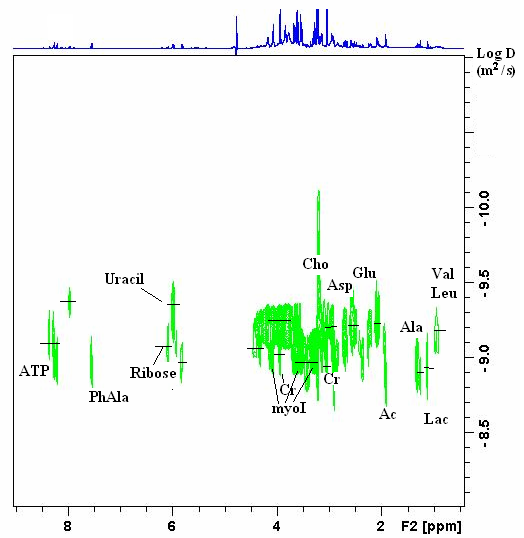 Log D
(m²/s)
-10.0
-9.5
-9.0
-8.5
Cho
Asp
Glu
Val
Leu
Uracil
Ala
ATP
Ribose
PhAla
Cr
Cr
myoI
Ac
Lac
8
6
4
2
F2 [ppm]